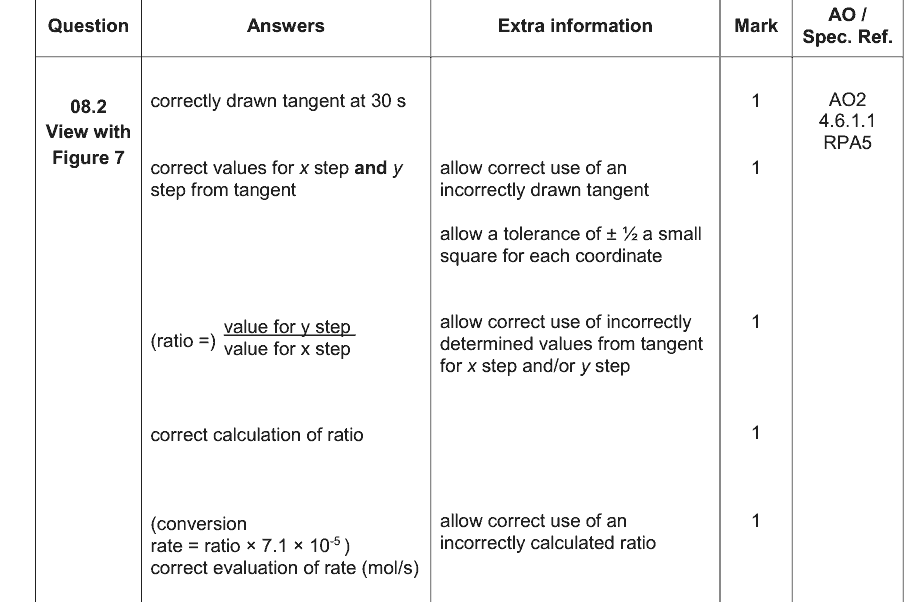 Question Answers Extra information Mark AO /
Spec. Ref.
08.2
View with
Figure 7
correctly drawn tangent at 30 s
1
AO2
4.6.1.1
RPA5
correct values for x step and y
step from tangent
allow correct use of an
incorrectly drawn tangent
1
allow a tolerance of ± ½ a small
square for each coordinate
(ratio =) value for y step
value for x step
allow correct use of incorrectly
determined values from tangent
for x step and/or y step
1
correct calculation of ratio
1
(conversion
rate = ratio × 7.1 × 10⁻⁵ )
correct evaluation of rate (mol/s)
allow correct use of an
incorrectly calculated ratio
1